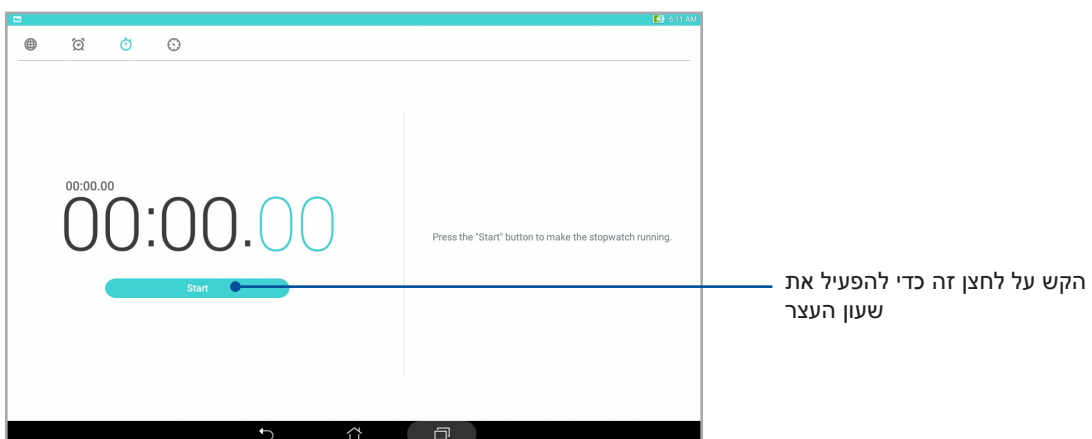 6:11 AM
00:00.00
00:00.00
Start
Press the "Start" button to make the stopwatch running.
הקש על לחצן זה כדי להפעיל את
שעון העצר